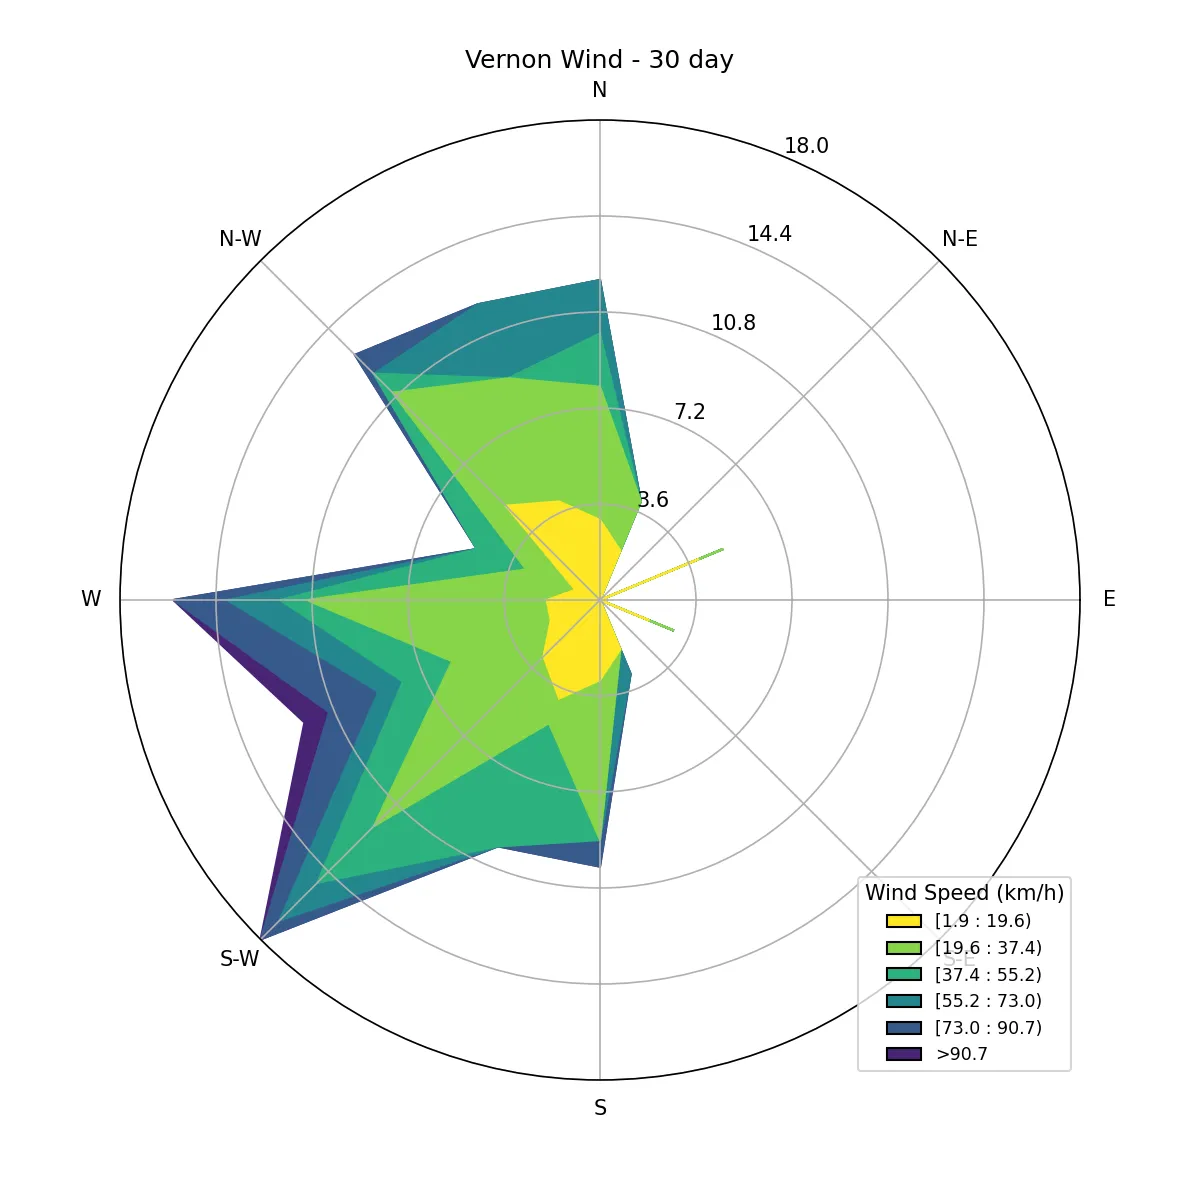 Vernon Wind - 30 day
N
18.0
14.4
N-W
N-E
10.8
7.2
3.6
W
E
S-W
S-E
S
Wind Speed (km/h)
[1.9 : 19.6)
[19.6 : 37.4)
[37.4 : 55.2)
[55.2 : 73.0)
[73.0 : 90.7)
>90.7